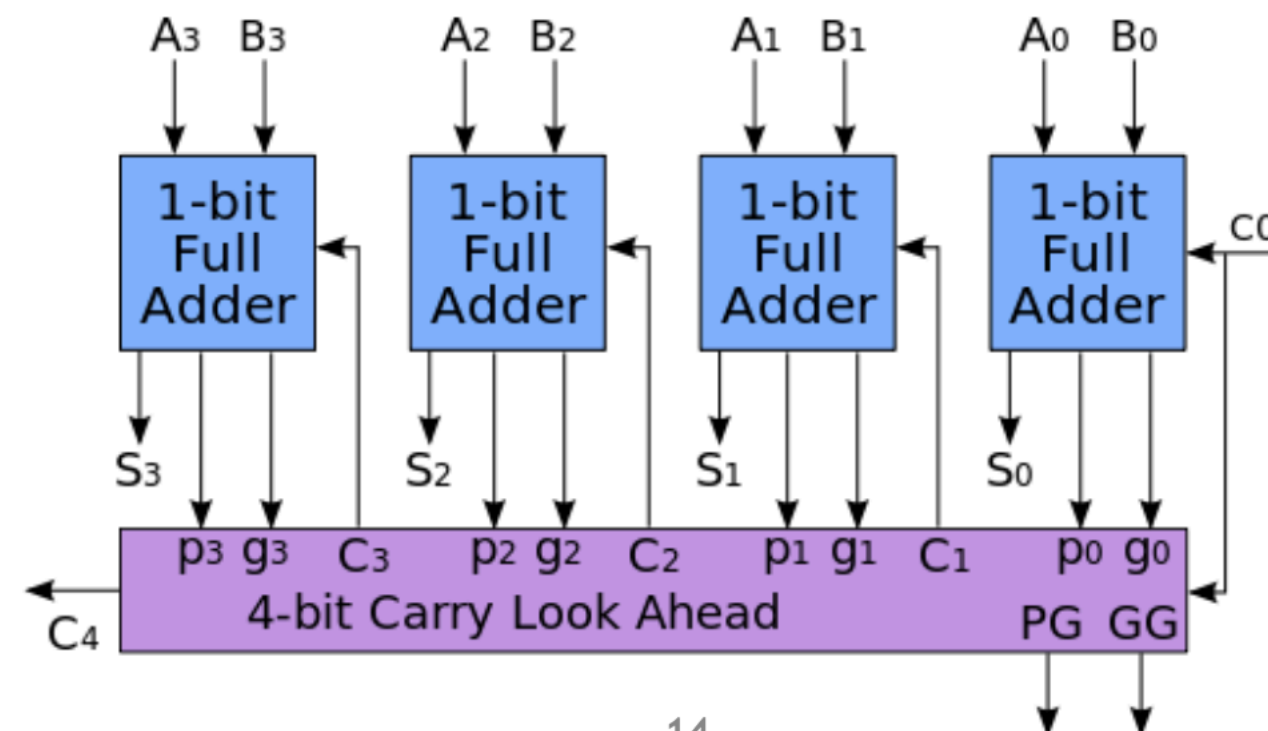 A3 B3 A2 B2 A1 B1 A0 B0
1-bit Full Adder
1-bit Full Adder
1-bit Full Adder
1-bit Full Adder
C0
S3 S2 S1 S0
p3 g3 C3 p2 g2 C2 p1 g1 C1 p0 g0
4-bit Carry Look Ahead
PG GG
C4
14